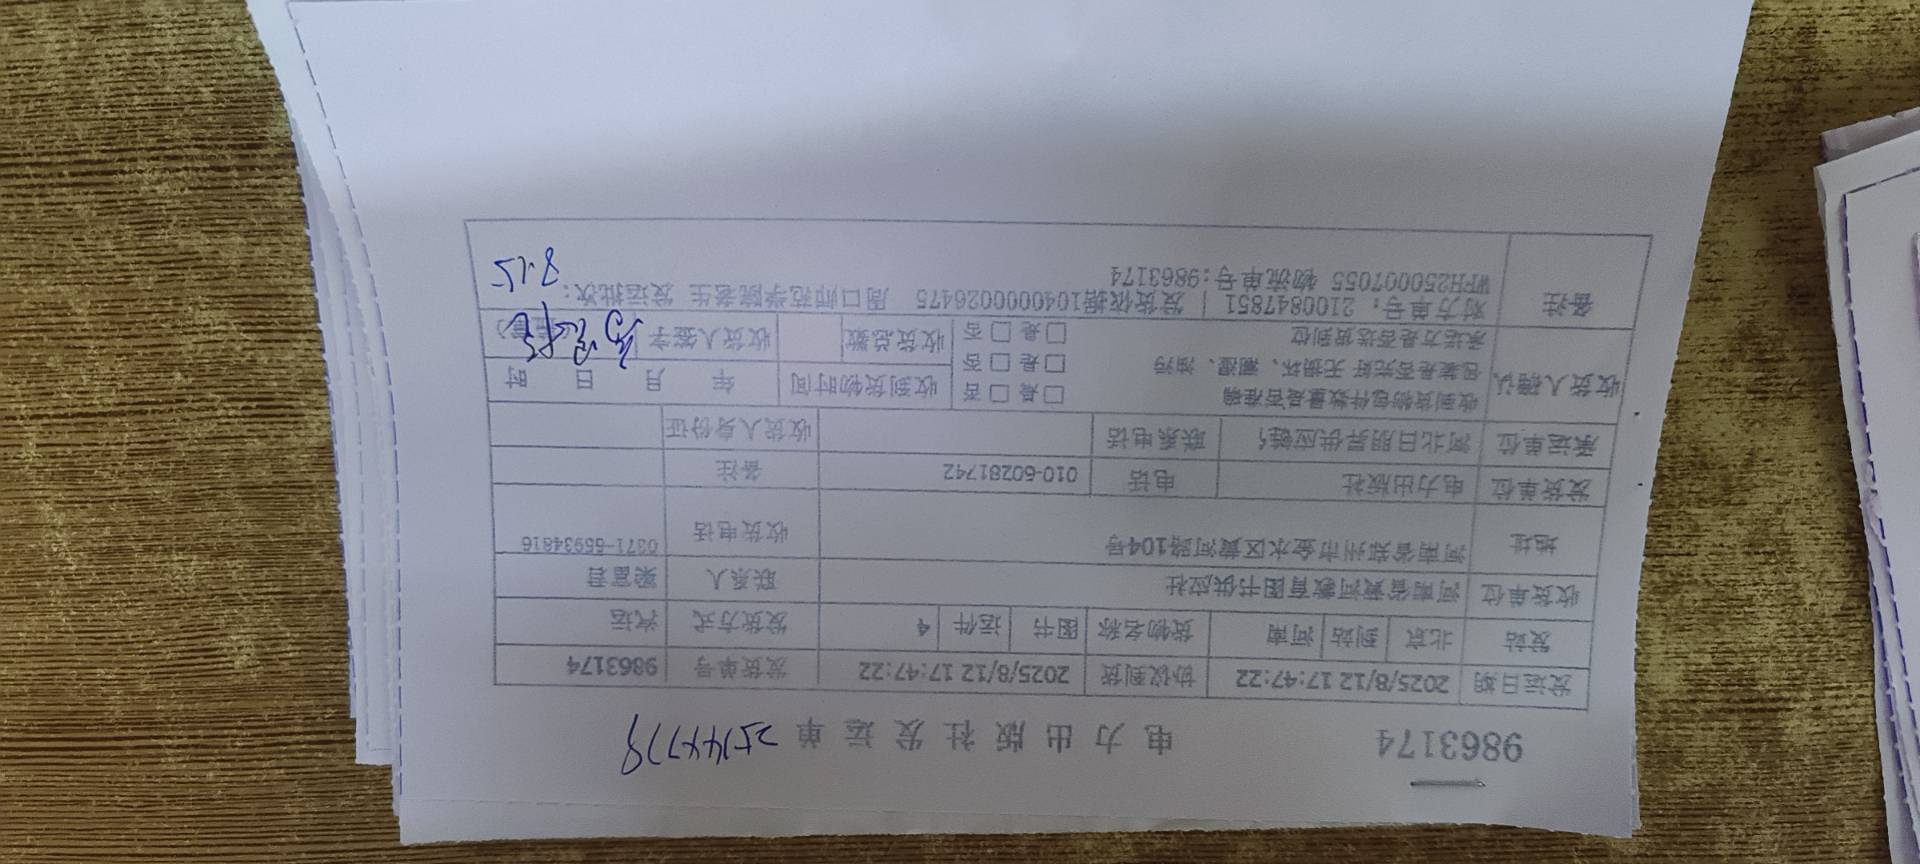 9863174 电力出版社发运单 25144778
发运日期 2025/8/12 17:47:22 协议到货 2025/8/12 17:47:22 发货单号 9863174
发站 北京 到站 河南 货物名称 图书 运件 4 发货方式 汽运
收货单位 河南省黄河教育图书供应社 联系人 梁富君
地址 河南省郑州市金水区黄河路104号 收货电话 0371-65934816
发货单位 电力出版社 电话 010-60281742 备注
承运单位 河北日朋昇供应链 联系电话 收货人身份证
收货人确认 收到货物包件数量是否准确 □是 □否 收到货物时间 年 月 日 时
包装是否完好 无损坏、潮湿、油污 □是 □否
承运方是否送货到位 □是 □否 收货总数 收货人签字
备注 对方单号: 2100847851 | 发货依据1040000026475 周口师范学院老生 发运批次:
WPH2500007055 物流单号:9863174
8.15